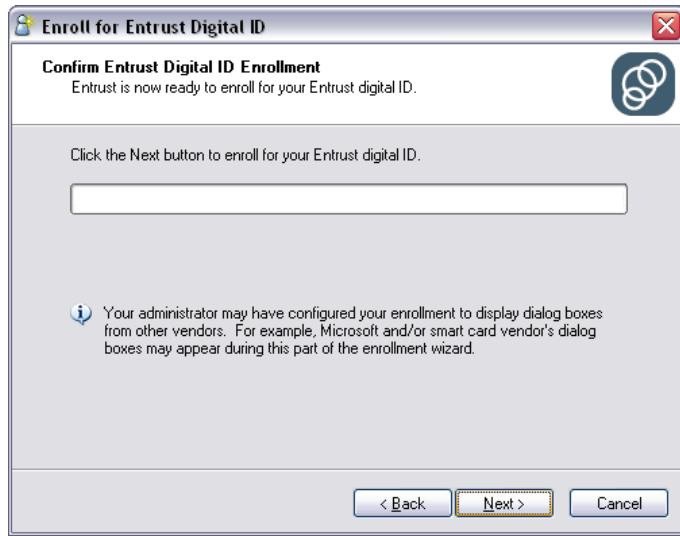 Enroll for Entrust Digital ID
Confirm Entrust Digital ID Enrollment
Entrust is now ready to enroll for your Entrust digital ID.
Click the Next button to enroll for your Entrust digital ID.
Your administrator may have configured your enrollment to display dialog boxes
from other vendors.  For example, Microsoft and/or smart card vendor's dialog
boxes may appear during this part of the enrollment wizard.
< Back
Next >
Cancel